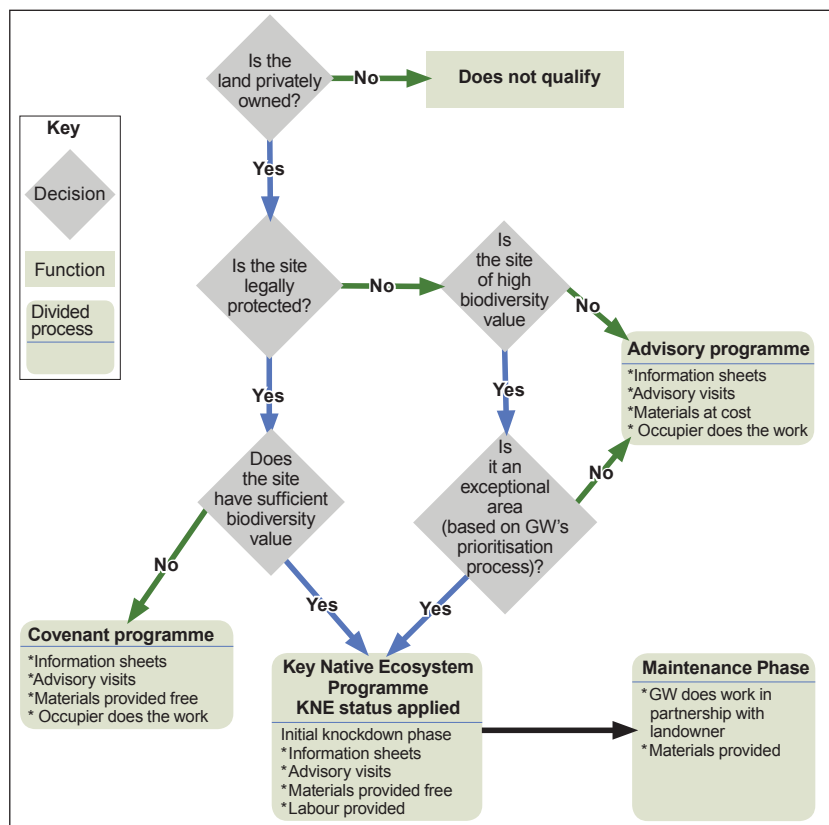 Is the
land privately
owned?
No
Does not qualify
Key
Decision
Function
Divided
process
Yes
Is the site
legally
protected?
No
Is
the site
of high
biodiversity
value
No
Advisory programme
*Information sheets
*Advisory visits
*Materials at cost
* Occupier does the work
Yes
Yes
Does
the site
have sufficient
biodiversity
value
Is
it an
exceptional
area
(based on GW's
prioritisation
process)?
No
No
Yes
Yes
Covenant programme
*Information sheets
*Advisory visits
*Materials provided free
* Occupier does the work
Key Native Ecosystem
Programme
KNE status applied
Initial knockdown phase
*Information sheets
*Advisory visits
*Materials provided free
*Labour provided
Maintenance Phase
*GW does work in
partnership with
landowner
*Materials provided